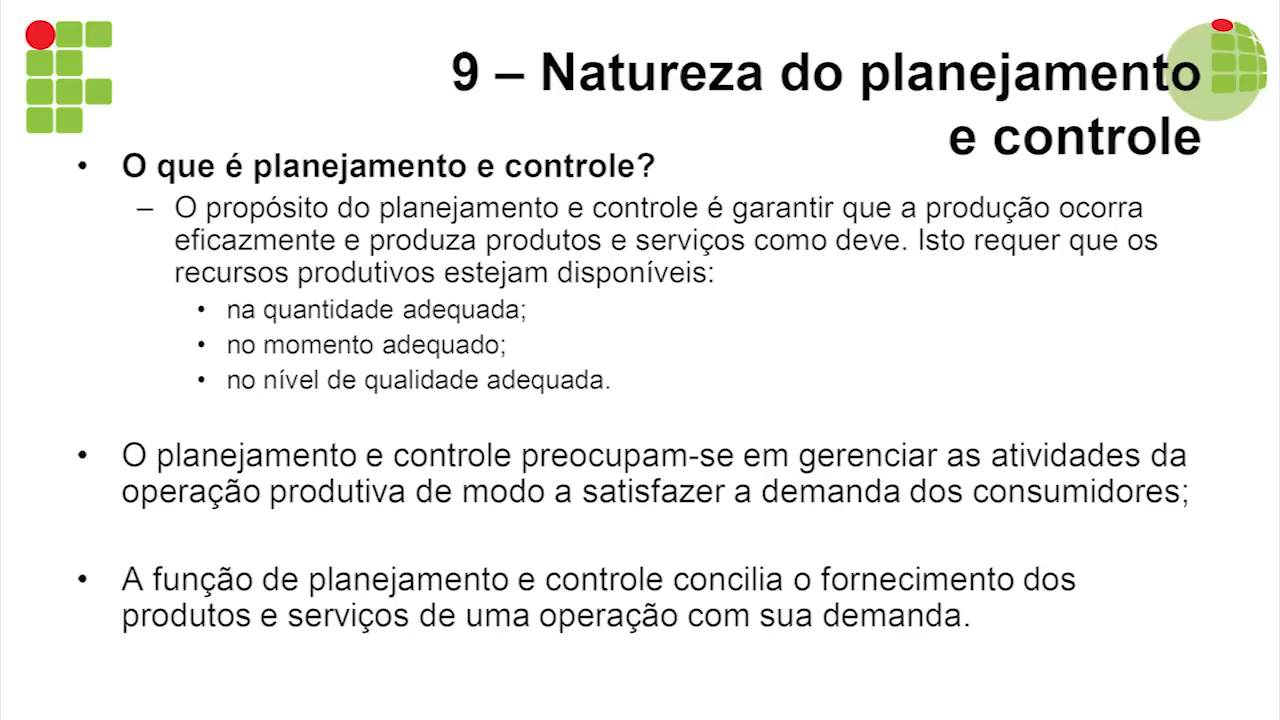 9 – Natureza do planejamento
e controle
• O que é planejamento e controle?
– O propósito do planejamento e controle é garantir que a produção ocorra
eficazmente e produza produtos e serviços como deve. Isto requer que os
recursos produtivos estejam disponíveis:
• na quantidade adequada;
• no momento adequado;
• no nível de qualidade adequada.
• O planejamento e controle preocupam-se em gerenciar as atividades da
operação produtiva de modo a satisfazer a demanda dos consumidores;
• A função de planejamento e controle concilia o fornecimento dos
produtos e serviços de uma operação com sua demanda.